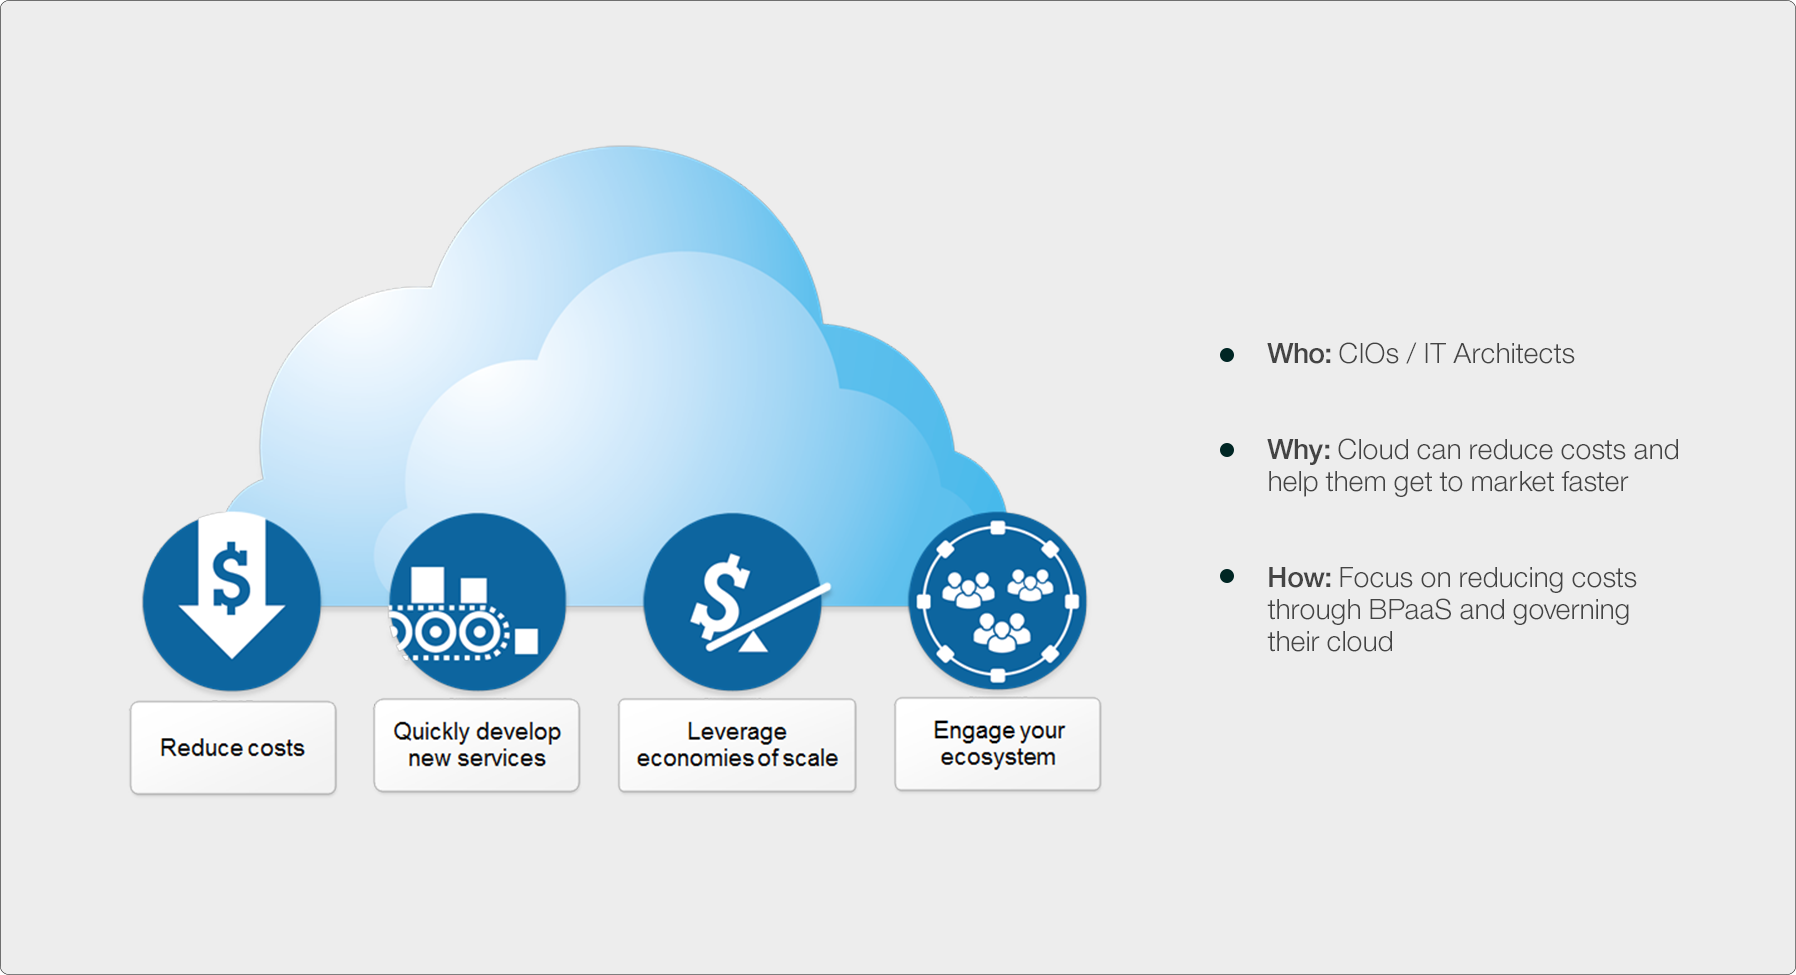 $
$
Reduce costs
Quickly develop
new services
Leverage
economies of scale
Engage your
ecosystem
Who: CIOs / IT Architects
Why: Cloud can reduce costs and
help them get to market faster
How: Focus on reducing costs
through BPaaS and governing
their cloud